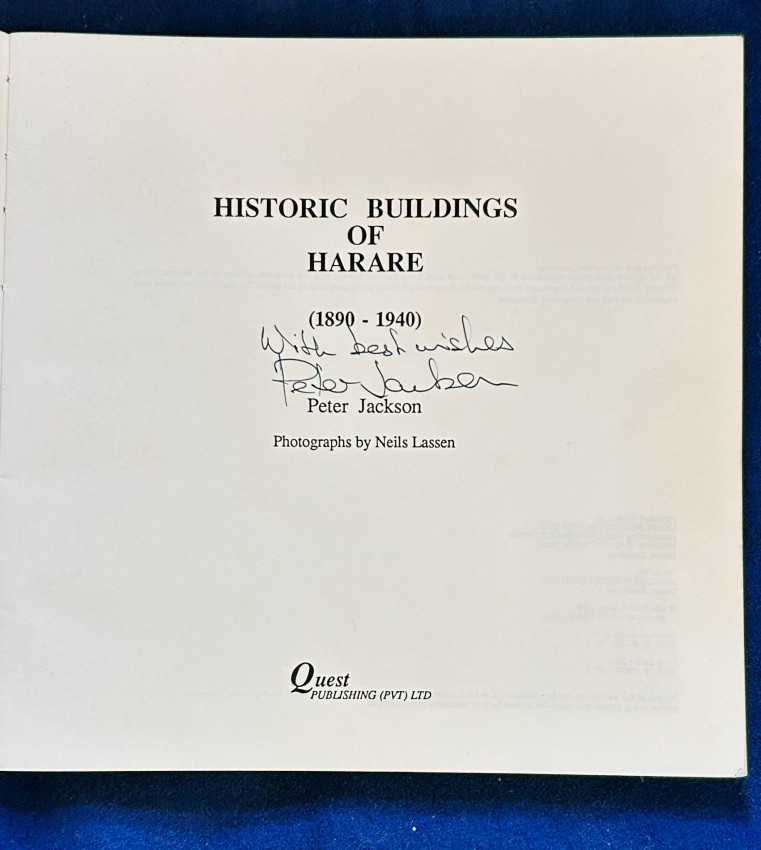 HISTORIC BUILDINGS
OF
HARARE
(1890 - 1940)
With best wishes
Peter Jackson
Peter Jackson
Photographs by Neils Lassen
Quest
PUBLISHING (PVT) LTD